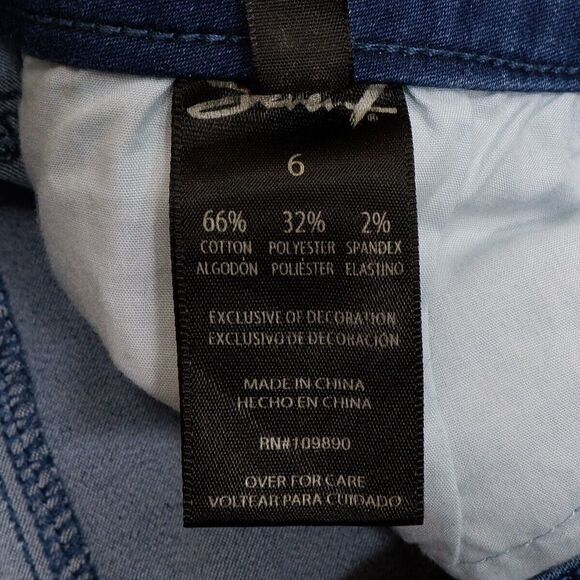 Seven7
®
6
66% 32% 2%
COTTON POLYESTER SPANDEX
ALGODÓN POLIÉSTER ELASTINO
EXCLUSIVE OF DECORATION
EXCLUSIVO DE DECORACIÓN
MADE IN CHINA
HECHO EN CHINA
RN#109890
OVER FOR CARE
VOLTEAR PARA CUIDADO